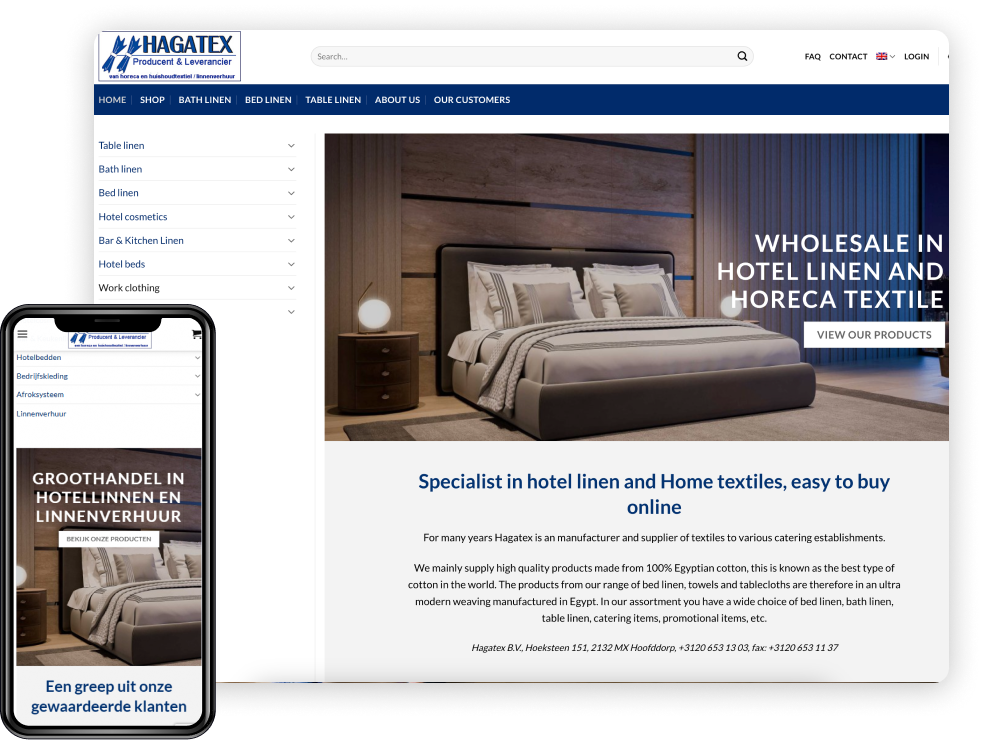 HAGATEX
Producent & Leverancier
van horeca en huishoudtextiel / linnenverhuur
Search...
FAQ CONTACT LOGIN
HOME SHOP BATH LINEN BED LINEN TABLE LINEN ABOUT US OUR CUSTOMERS
Table linen
Bath linen
Bed linen
Hotel cosmetics
Bar & Kitchen Linen
Hotel beds
Work clothing
WHOLESALE IN
HOTEL LINEN AND
HORECA TEXTILE
VIEW OUR PRODUCTS
Specialist in hotel linen and Home textiles, easy to buy
online
For many years Hagatex is an manufacturer and supplier of textiles to various catering establishments.
We mainly supply high quality products made from 100% Egyptian cotton, this is known as the best type of
cotton in the world. The products from our range of bed linen, towels and tablecloths are therefore in an ultra
modern weaving manufactured in Egypt. In our assortment you have a wide choice of bed linen, bath linen,
table linen, catering items, promotional items, etc.
Hagatex B.V., Hoeksteen 151, 2132 MX Hoofddorp, +3120 653 13 03, fax: +3120 653 11 37
Producent & Leverancier
van horeca en huishoudtextiel / linnenverhuur
Hotelbedden
Bedrijfskleding
Afroksysteem
Linnenverhuur
GROOTHANDEL IN
HOTELLINNEN EN
LINNENVERHUUR
BEKIJK ONZE PRODUCTEN
Een greep uit onze
gewaardeerde klanten